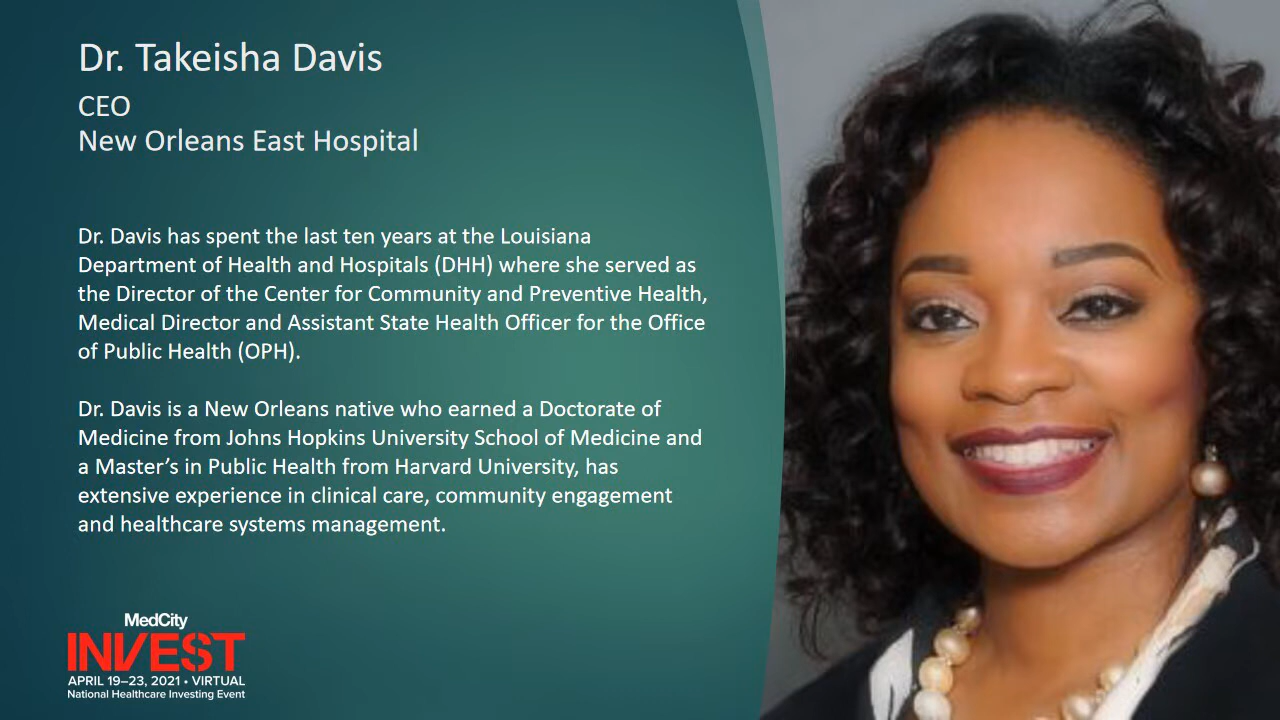 Dr. Takeisha Davis
CEO
New Orleans East Hospital
Dr. Davis has spent the last ten years at the Louisiana
Department of Health and Hospitals (DHH) where she served as
the Director of the Center for Community and Preventive Health,
Medical Director and Assistant State Health Officer for the Office
of Public Health (OPH).
Dr. Davis is a New Orleans native who earned a Doctorate of
Medicine from Johns Hopkins University School of Medicine and
a Master’s in Public Health from Harvard University, has
extensive experience in clinical care, community engagement
and healthcare systems management.
MedCity
INVEST
APRIL 19–23, 2021 • VIRTUAL
National Healthcare Investing Event